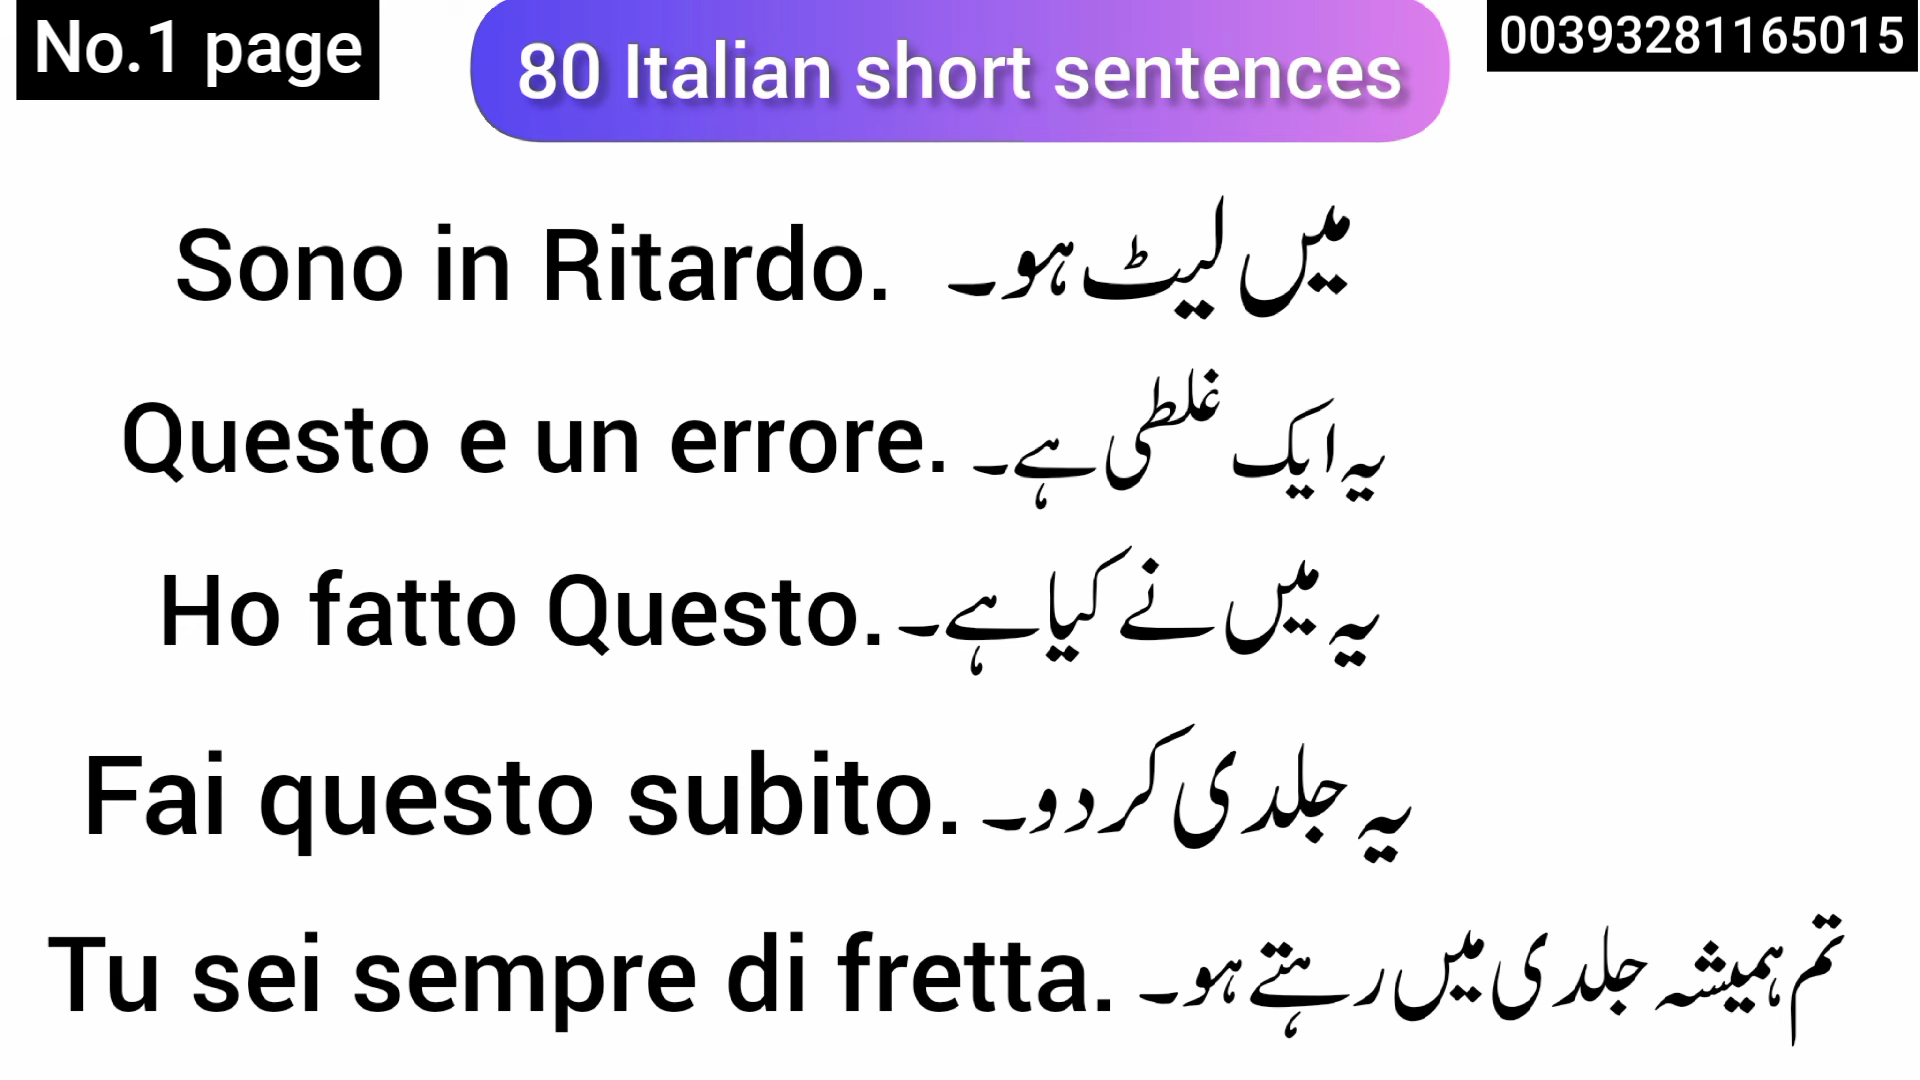 No.1 page
80 Italian short sentences
00393281165015
Sono in Ritardo. میں لیٹ ہو۔
Questo e un errore. یہ ایک غلطی ہے۔
Ho fatto Questo. یہ میں نے کیا ہے۔
Fai questo subito. یہ جلدی کر دو۔
Tu sei sempre di fretta. تم ہمیشہ جلدی میں رہتے ہو۔